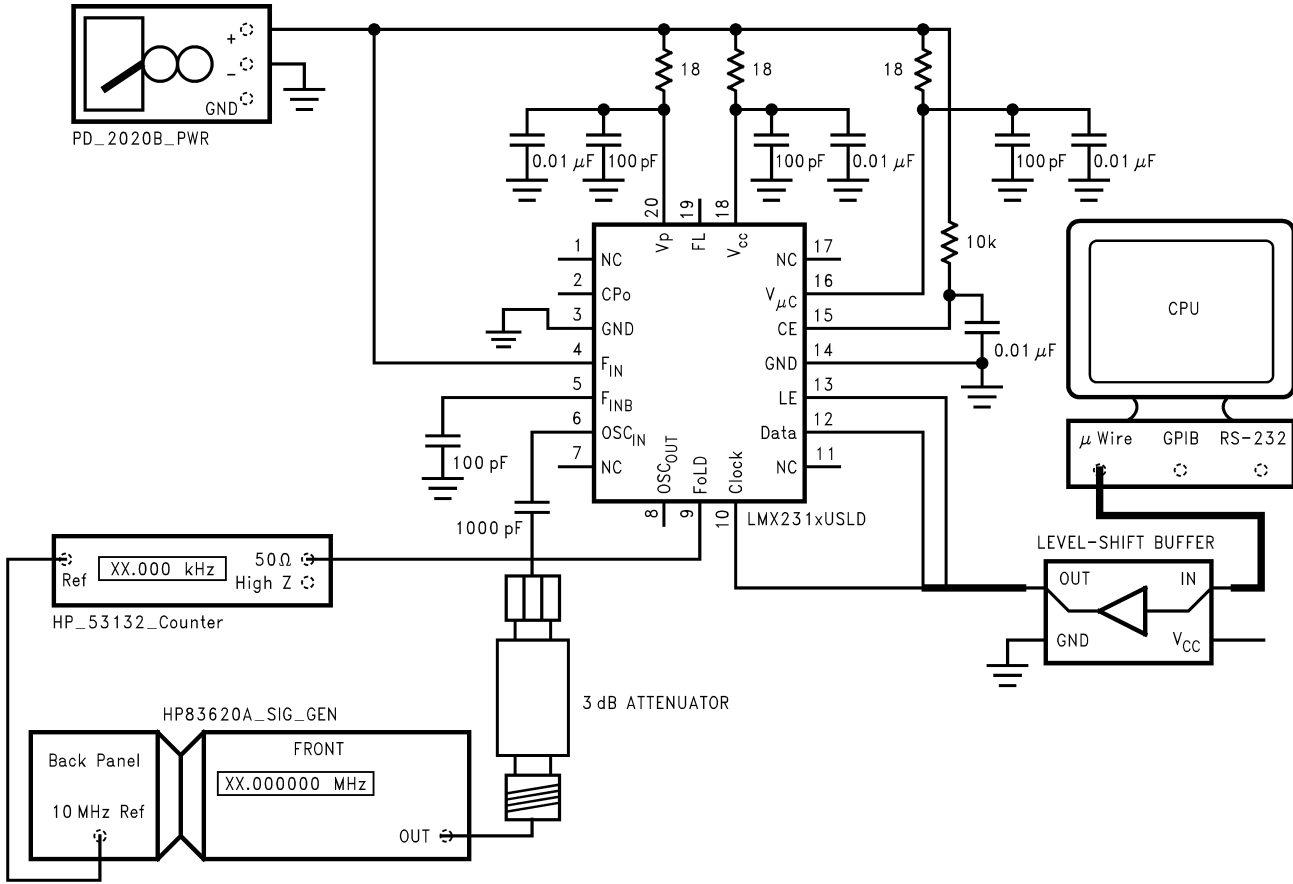 +
−
GND
PD_2020B_PWR
18
18
18
0.01 µF
100 pF
100 pF
0.01 µF
100 pF
0.01 µF
20
19
18
Vp
FL
Vcc
10k
1
NC
2
CPo
3
GND
4
FIN
5
FINB
6
OSCIN
7
NC
17
NC
16
VµC
15
CE
14
GND
13
LE
12
Data
11
NC
0.01 µF
CPU
µ Wire
GPIB
RS-232
OSCOUT
FoLD
Clock
8
9
10
LMX231xUSLD
100 pF
1000 pF
LEVEL-SHIFT BUFFER
OUT
IN
GND
VCC
Ref
XX.000 kHz
50Ω
High Z
HP_53132_Counter
3 dB ATTENUATOR
HP83620A_SIG_GEN
Back Panel
10 MHz Ref
FRONT
XX.000000 MHz
OUT